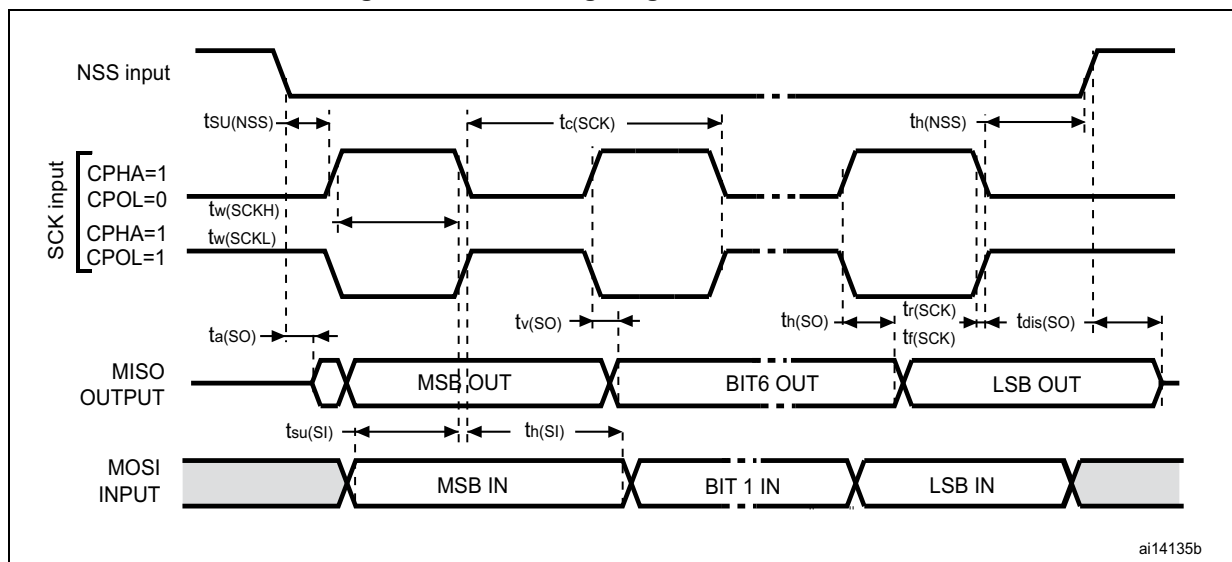 NSS input
tSU(NSS)
tc(SCK)
th(NSS)
SCK input
CPHA=1
CPOL=0
tw(SCKH)
CPHA=1
tw(SCKL)
CPOL=1
ta(SO)
tv(SO)
th(SO)
tr(SCK)
tf(SCK)
tdis(SO)
MISO
OUTPUT
MSB OUT
BIT6 OUT
LSB OUT
tsu(SI)
th(SI)
MOSI
INPUT
MSB IN
BIT 1 IN
LSB IN
ai14135b